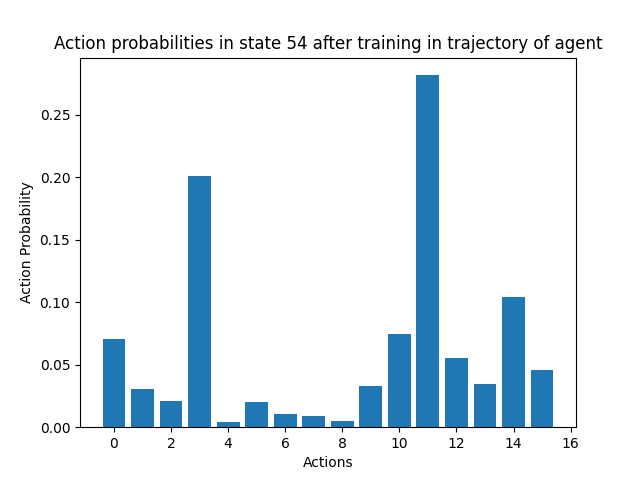 Action probabilities in state 54 after training in trajectory of agent
0.25
0.20
0.15
0.10
0.05
0.00
Action Probability
0 2 4 6 8 10 12 14 16
Actions